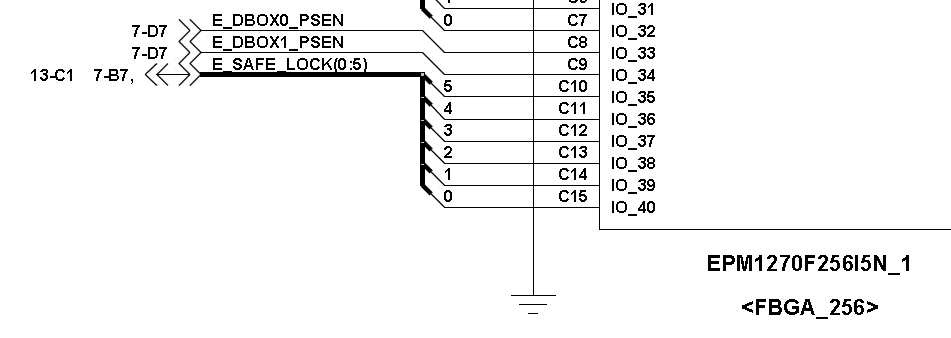 IO_31
0 C7 IO_32
7-D7 E_DBOX0_PSEN C8 IO_33
7-D7 E_DBOX1_PSEN C9 IO_34
13-C1 7-B7, E_SAFE_LOCK(0:5)
5 C10 IO_35
4 C11 IO_36
3 C12 IO_37
2 C13 IO_38
1 C14 IO_39
0 C15 IO_40
EPM1270F256I5N_1
<FBGA_256>